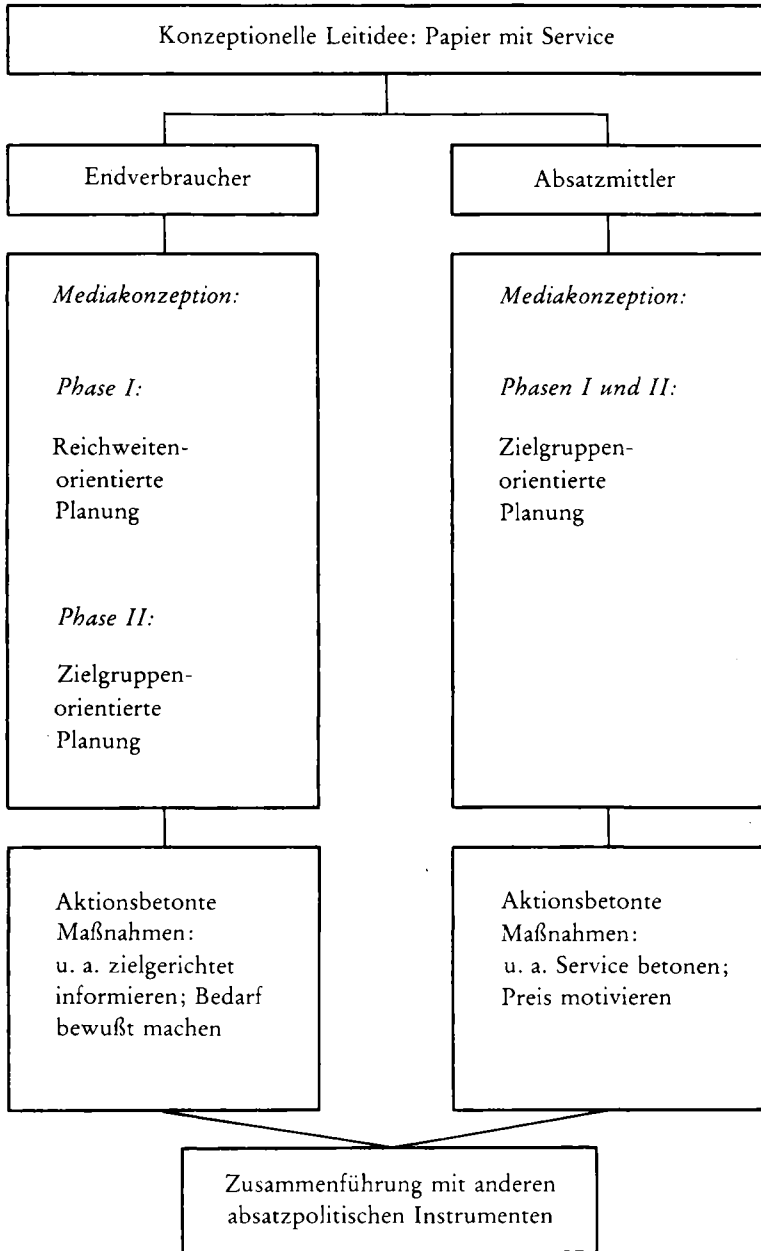 Konzeptionelle Leitidee: Papier mit Service
Endverbraucher
Absatzmittler
Mediakonzeption:
Phase I:
Reichweiten-
orientierte
Planung
Phase II:
Zielgruppen-
orientierte
Planung
Mediakonzeption:
Phasen I und II:
Zielgruppen-
orientierte
Planung
Aktionsbetonte
Maßnahmen:
u. a. zielgerichtet
informieren; Bedarf
bewußt machen
Aktionsbetonte
Maßnahmen:
u. a. Service betonen;
Preis motivieren
Zusammenführung mit anderen
absatzpolitischen Instrumenten